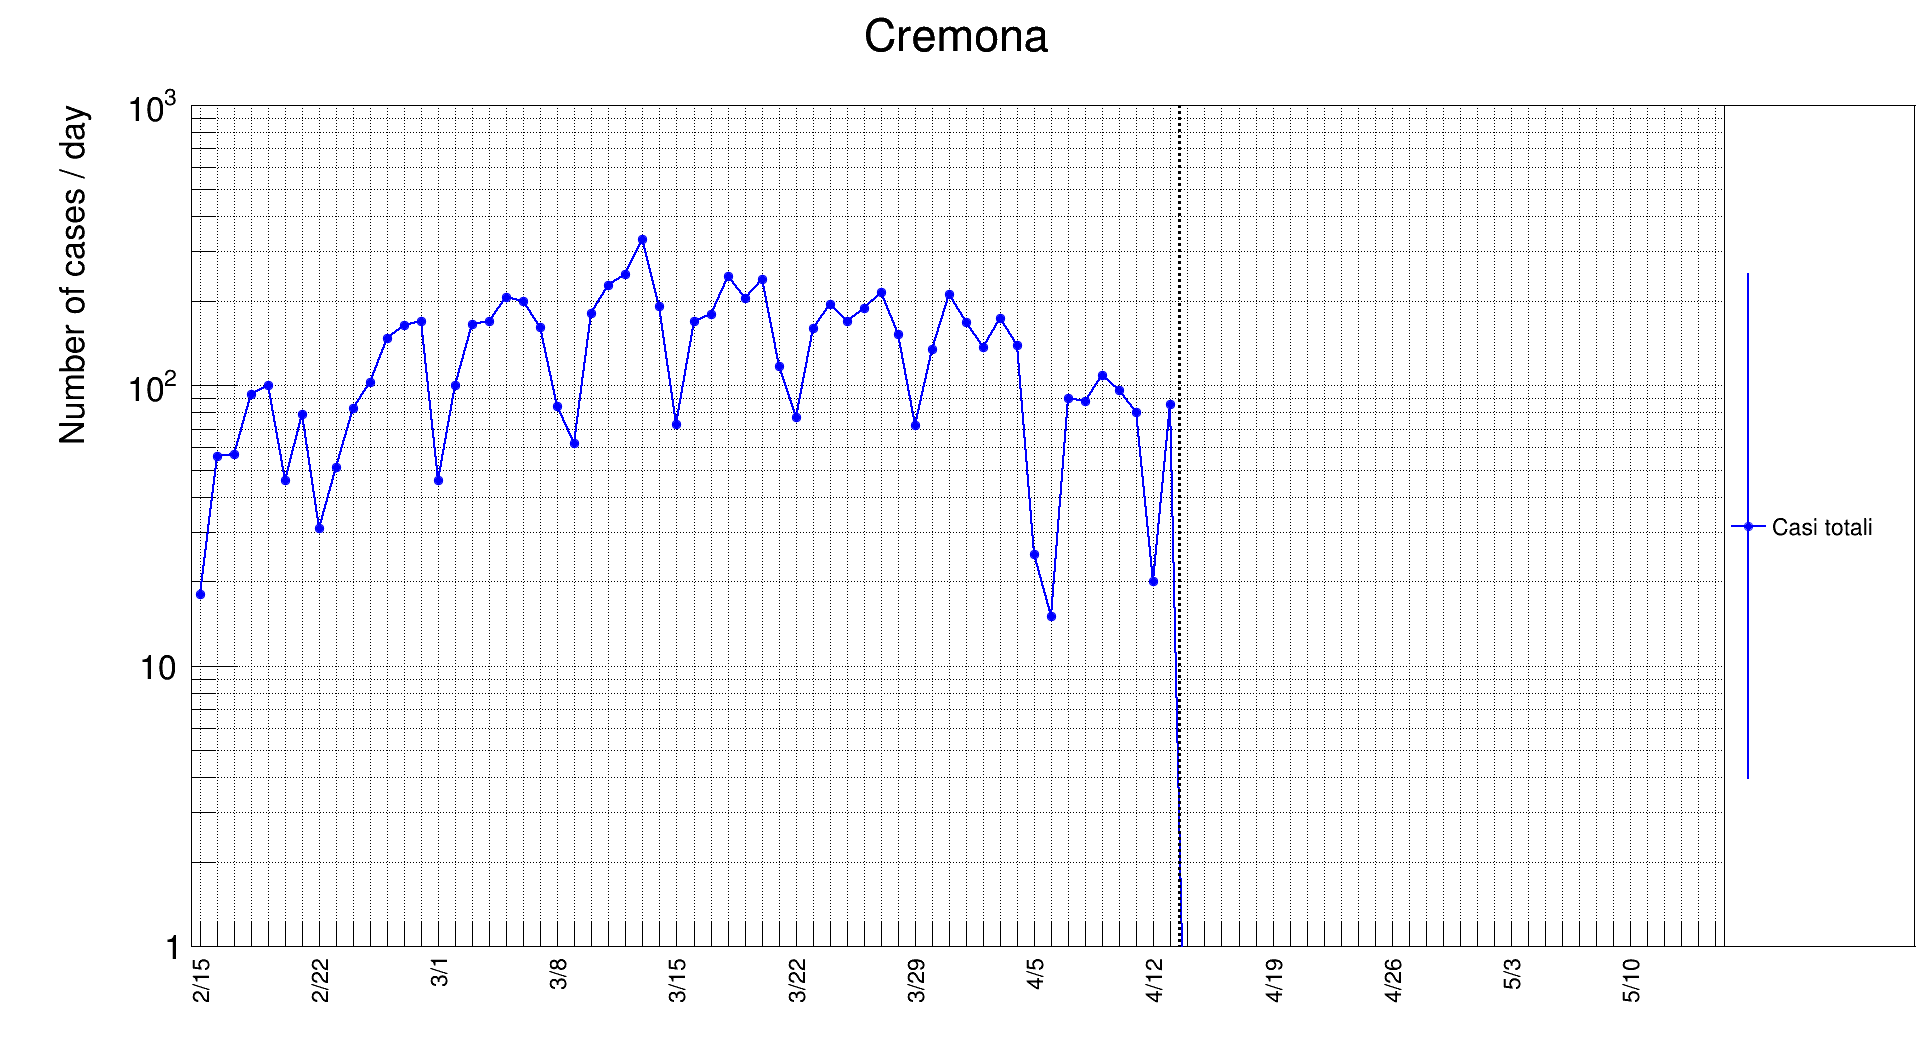 Cremona
Number of cases / day
10³
10²
10
1
2/15 2/22 3/1 3/8 3/15 3/22 3/29 4/5 4/12 4/19 4/26 5/3 5/10
Casi totali